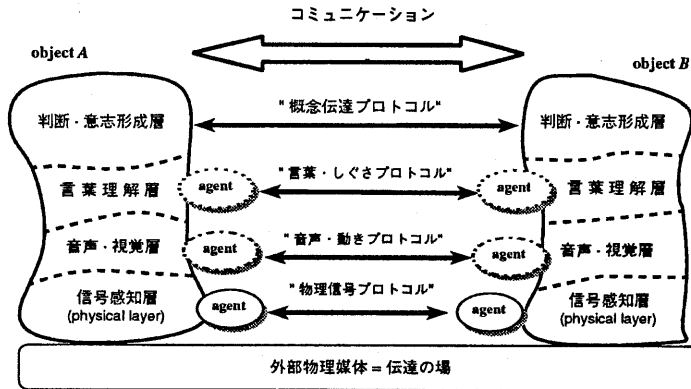 コミュニケーション
object A
object B
判断・意志形成層
"概念伝達プロトコル"
判断・意志形成層
"言葉・しぐさプロトコル"
言葉理解層
agent
agent
言葉理解層
"音声・動きプロトコル"
音声・視覚層
agent
agent
音声・視覚層
"物理信号プロトコル"
信号感知層
(physical layer)
agent
agent
信号感知層
(physical layer)
外部物理媒体 = 伝達の場